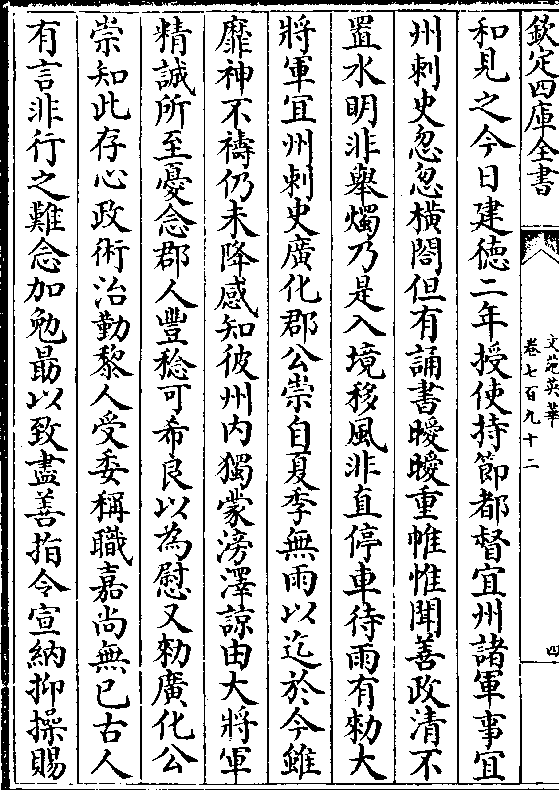 欽定四庫全書
文苑英華
卷七百九十二
四
和見之今日建德二年授使持節都督宜州諸軍事宜
州刺史忽忽横閤但有誦書曖曖重帷惟聞善政清不
置水明非舉燭乃是入境移風非直停車待雨有勑大
將軍宜州刺史廣化郡公崇自夏季無雨以迄於今雖
靡神不禱仍未降感知彼州内獨蒙滂澤諒由大將軍
精誠所至憂念郡人豐稔可希良以為慰又勑廣化公
崇知此存心政術治勤黎人受委稱職嘉尚無已古人
有言非行之難念加勉勗以致盡善指令宣納抑操賜